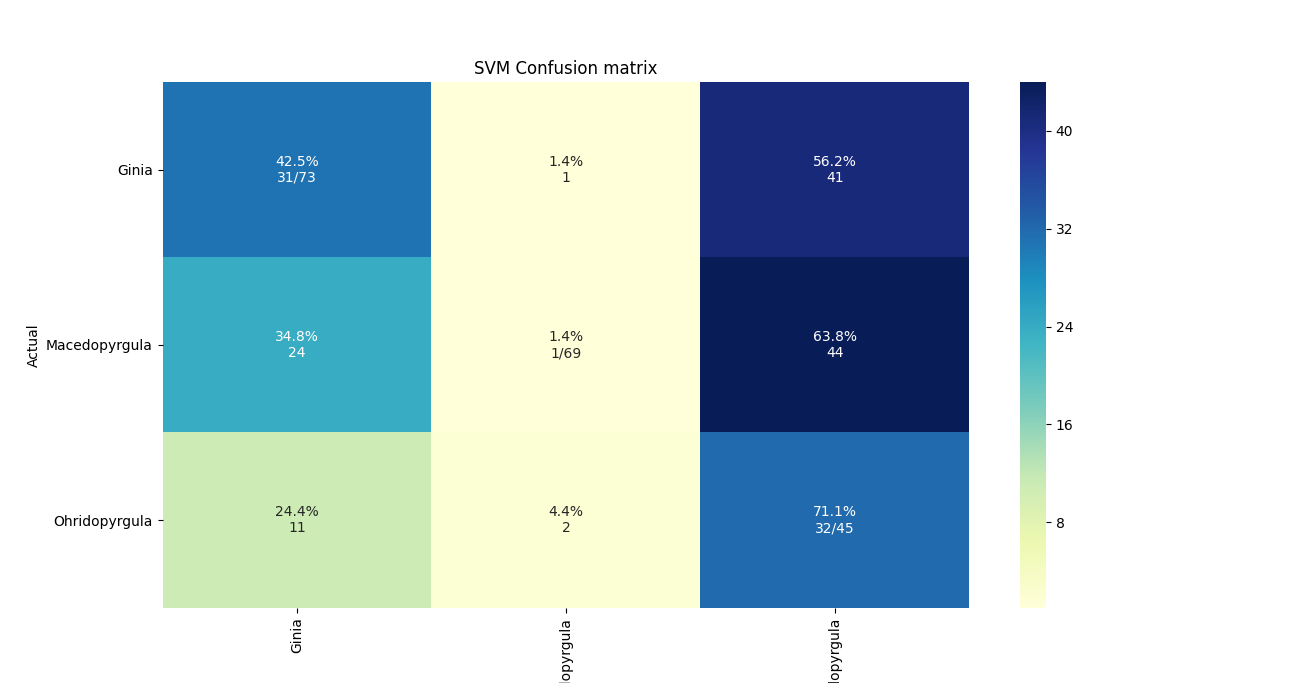 SVM Confusion matrix
Actual
Ginia
42.5%
31/73
1.4%
1
56.2%
41
Macedopyrgula
34.8%
24
1.4%
1/69
63.8%
44
Ohridopyrgula
24.4%
11
4.4%
2
71.1%
32/45
40
32
24
16
8
Ginia
dopyrgula
dopyrgula